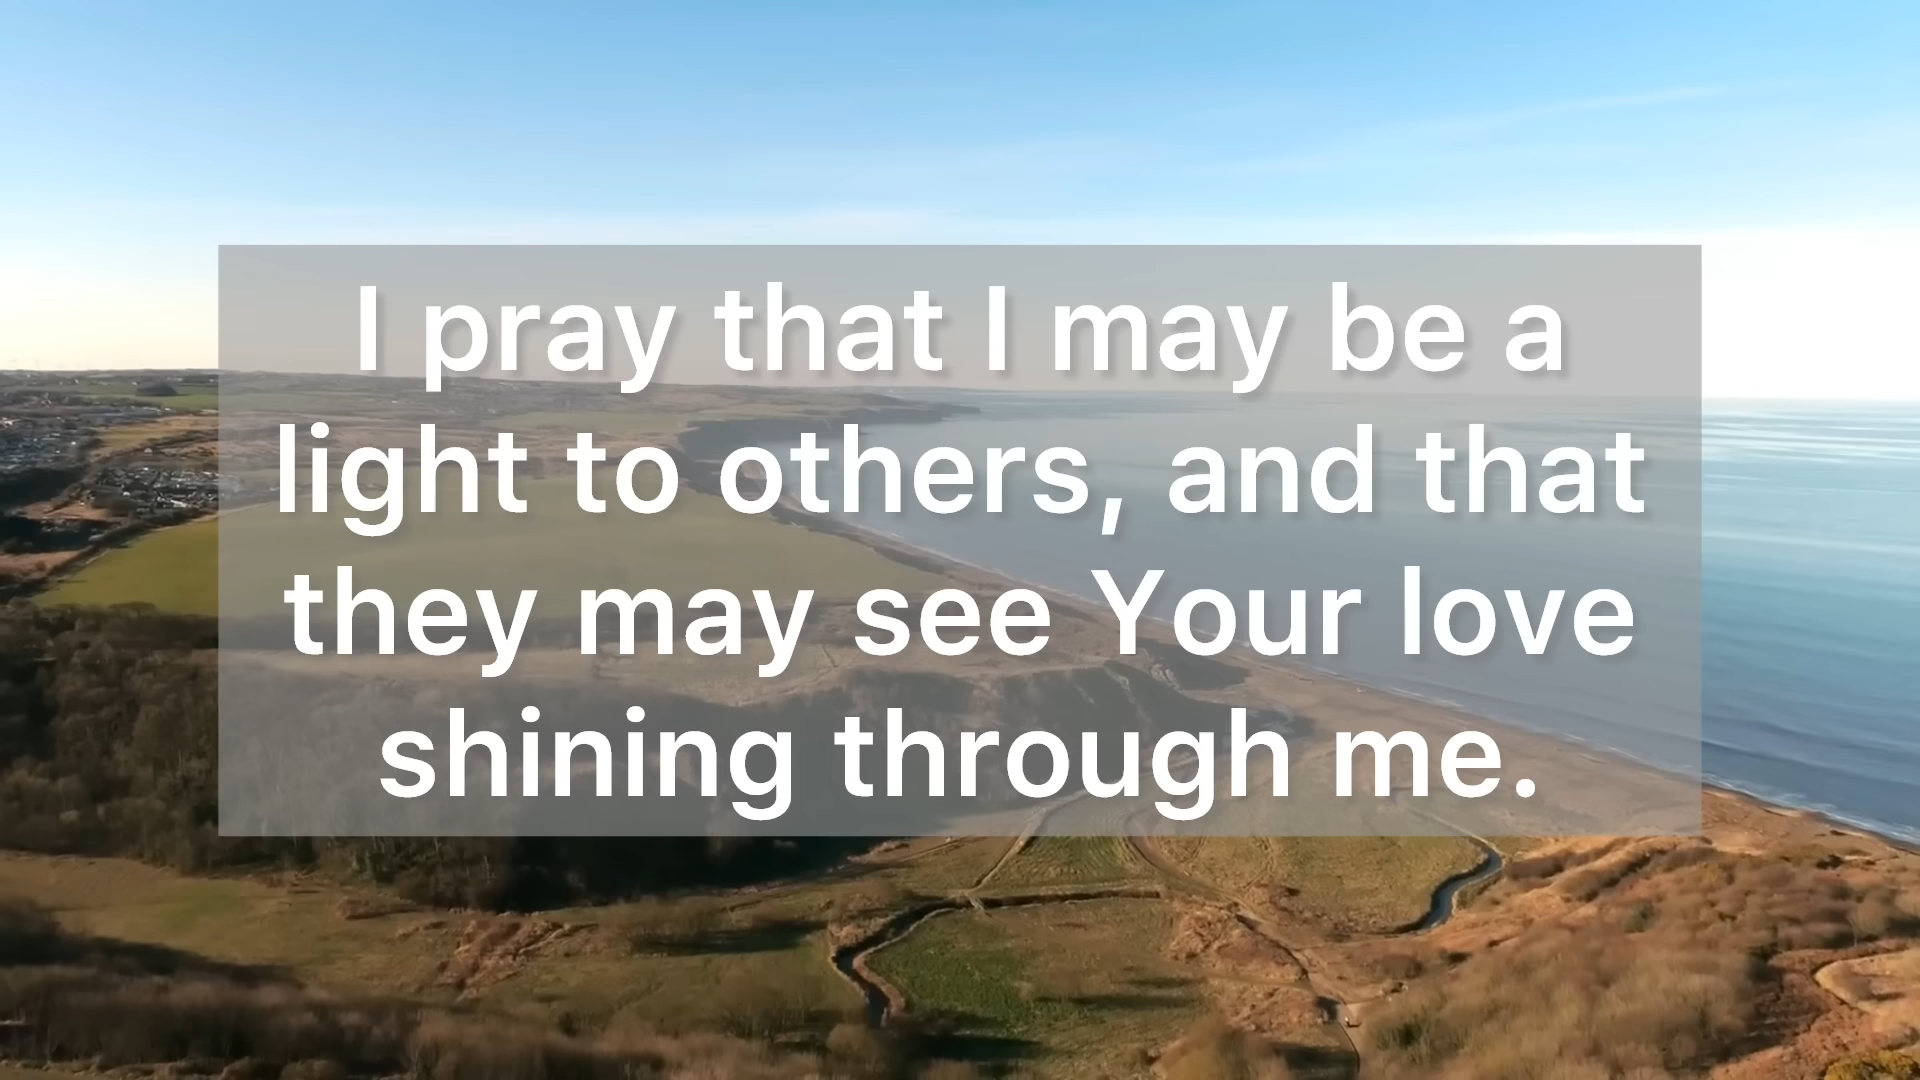 I pray that I may be a
light to others, and that
they may see Your love
shining through me.